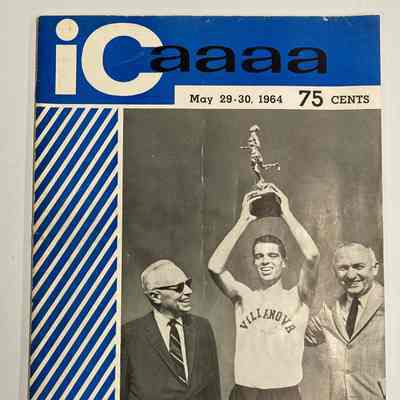 iCaaaa
May 29-30, 1964 75 CENTS
VILLANOVA